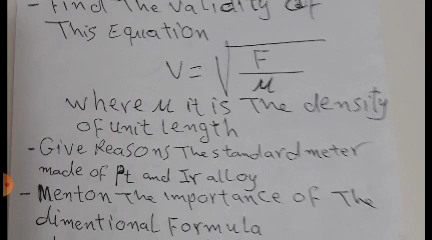 - Find The validity of
This Equation
V = √F/μ
where μ it is The density
of unit length
- Give Reasons The standard meter
made of Pt and Ir alloy
- Menton The Importance of The
dimentional Formula